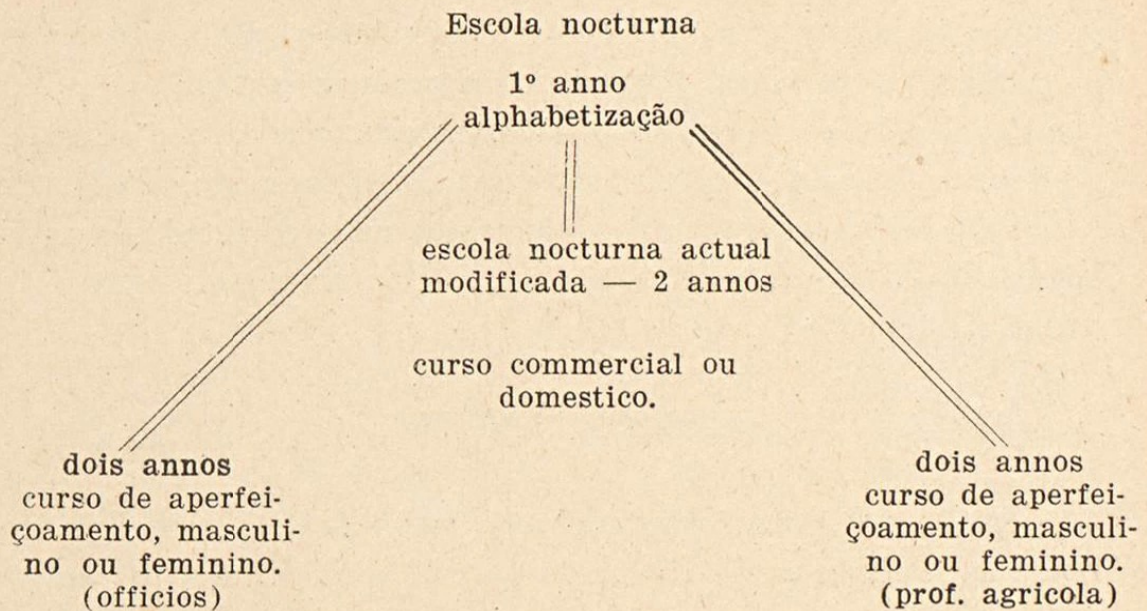 Escola nocturna
1º anno
alphabetização
escola nocturna actual
modificada — 2 annos
curso commercial ou
domestico.
dois annos
curso de aperfei-
çoamento, masculi-
no ou feminino.
(officios)
dois annos
curso de aperfei-
çoamento, masculi-
no ou feminino.
(prof. agricola)